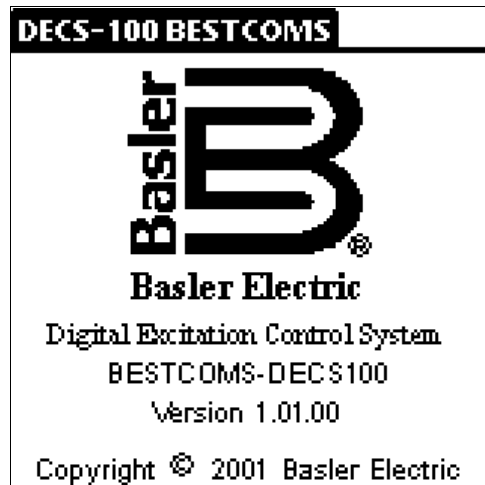 DECS-100 BESTCOMS
Basler
®
Basler Electric
Digital Excitation Control System
BESTCOMS-DECS100
Version 1.01.00
Copyright © 2001 Basler Electric